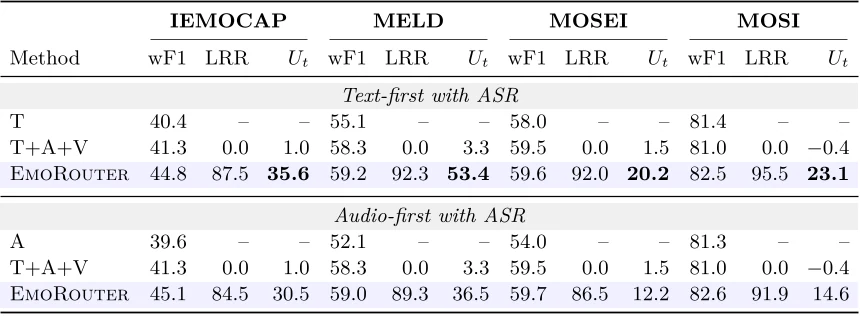 IEMOCAP MELD MOSEI MOSI
Method wF1 LRR Ut wF1 LRR Ut wF1 LRR Ut wF1 LRR Ut
Text-first with ASR
T 40.4 – – 55.1 – – 58.0 – – 81.4 – –
T+A+V 41.3 0.0 1.0 58.3 0.0 3.3 59.5 0.0 1.5 81.0 0.0 −0.4
EMOROUTER 44.8 87.5 35.6 59.2 92.3 53.4 59.6 92.0 20.2 82.5 95.5 23.1
Audio-first with ASR
A 39.6 – – 52.1 – – 54.0 – – 81.3 – –
T+A+V 41.3 0.0 1.0 58.3 0.0 3.3 59.5 0.0 1.5 81.0 0.0 −0.4
EMOROUTER 45.1 84.5 30.5 59.0 89.3 36.5 59.7 86.5 12.2 82.6 91.9 14.6